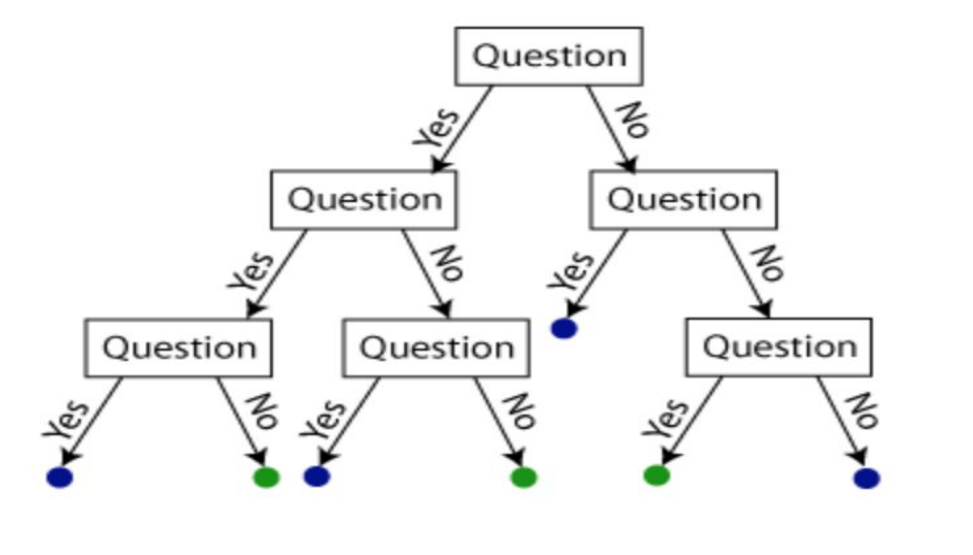 Question
Yes No
Question Question
Yes No Yes No
Question Question Question
Yes No Yes No Yes No